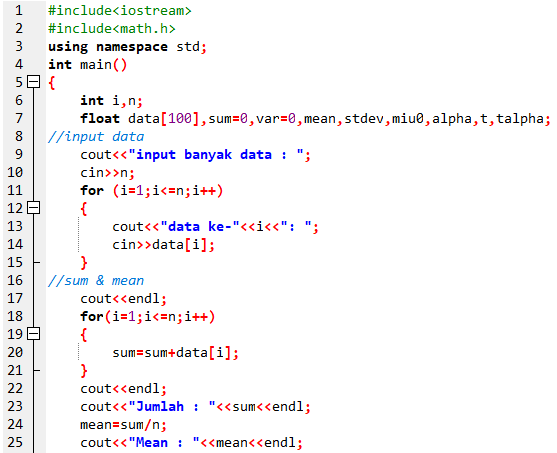 1 #include<iostream>
2 #include<math.h>
3 using namespace std;
4 int main()
5 {
6 int i,n;
7 float data[100],sum=0,var=0,mean,stdev,miu0,alpha,t,talpha;
8 //input data
9 cout<<"input banyak data : ";
10 cin>>n;
11 for (i=1;i<=n;i++)
12 {
13 cout<<"data ke-"<<i<<": ";
14 cin>>data[i];
15 }
16 //sum & mean
17 cout<<endl;
18 for(i=1;i<=n;i++)
19 {
20 sum=sum+data[i];
21 }
22 cout<<endl;
23 cout<<"Jumlah : "<<sum<<endl;
24 mean=sum/n;
25 cout<<"Mean : "<<mean<<endl;